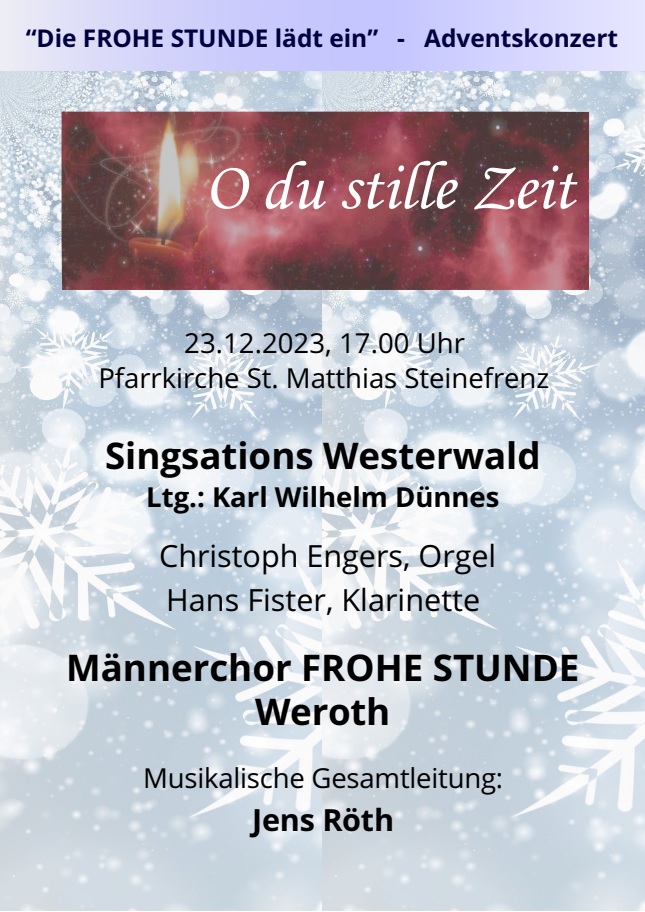 “Die FROHE STUNDE lädt ein” - Adventskonzert
O du stille Zeit
23.12.2023, 17.00 Uhr
Pfarrkirche St. Matthias Steinefrenz
Singsations Westerwald
Ltg.: Karl Wilhelm Dünnes
Christoph Engers, Orgel
Hans Fister, Klarinette
Männerchor FROHE STUNDE
Weroth
Musikalische Gesamtleitung:
Jens Röth